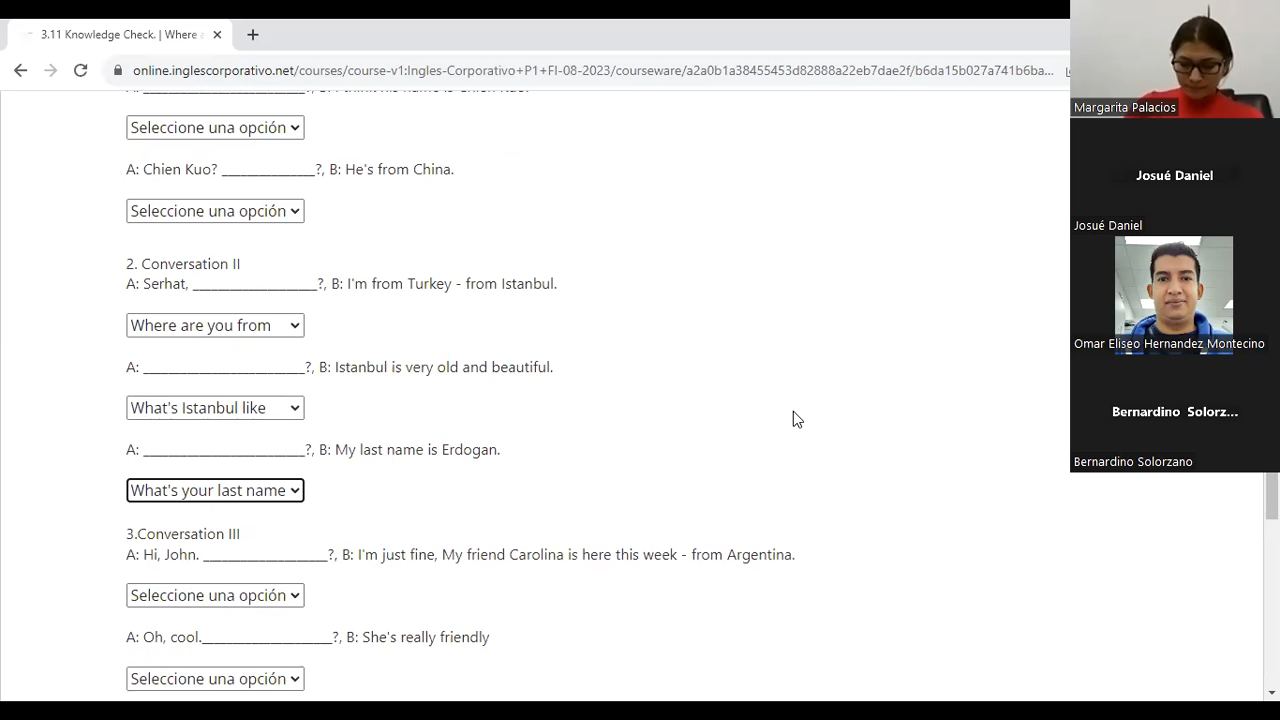 3.11 Knowledge Check. | Where
online.inglescorporativo.net/courses/course-v1:Ingles-Corporativo+P1+FI-08-2023/courseware/a2a0b1a38455453d82888a22eb7dae2f/b6da15b027a741b6ba...
Seleccione una opción
A: Chien Kuo? _______________?, B: He's from China.
Seleccione una opción
2. Conversation II
A: Serhat, ____________________?, B: I'm from Turkey - from Istanbul.
Where are you from
A: __________________________?, B: Istanbul is very old and beautiful.
What's Istanbul like
A: __________________________?, B: My last name is Erdogan.
What's your last name
3.Conversation III
A: Hi, John. ____________________?, B: I'm just fine, My friend Carolina is here this week - from Argentina.
Seleccione una opción
A: Oh, cool._____________________?, B: She's really friendly
Seleccione una opción
Margarita Palacios
Josué Daniel
Josué Daniel
Omar Eliseo Hernandez Montecino
Bernardino Solorz...
Bernardino Solorzano